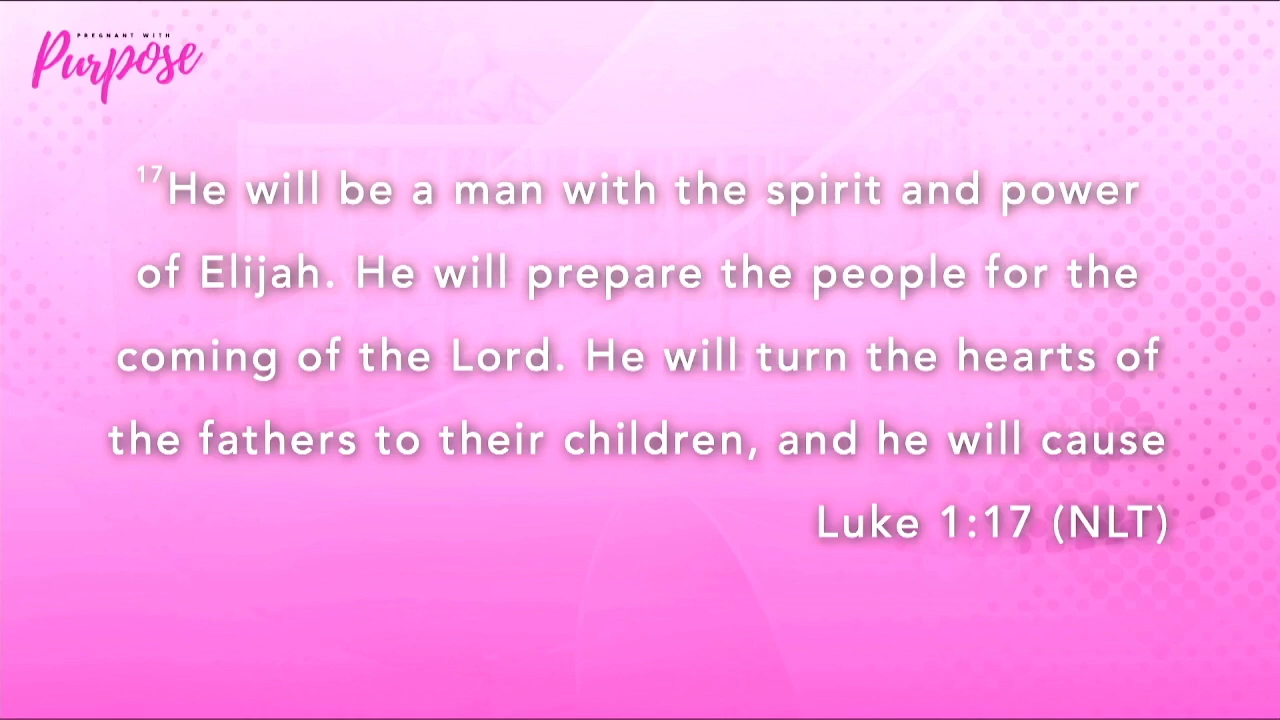 PREGNANT WITH
Purpose
17He will be a man with the spirit and power
of Elijah. He will prepare the people for the
coming of the Lord. He will turn the hearts of
the fathers to their children, and he will cause
Luke 1:17 (NLT)